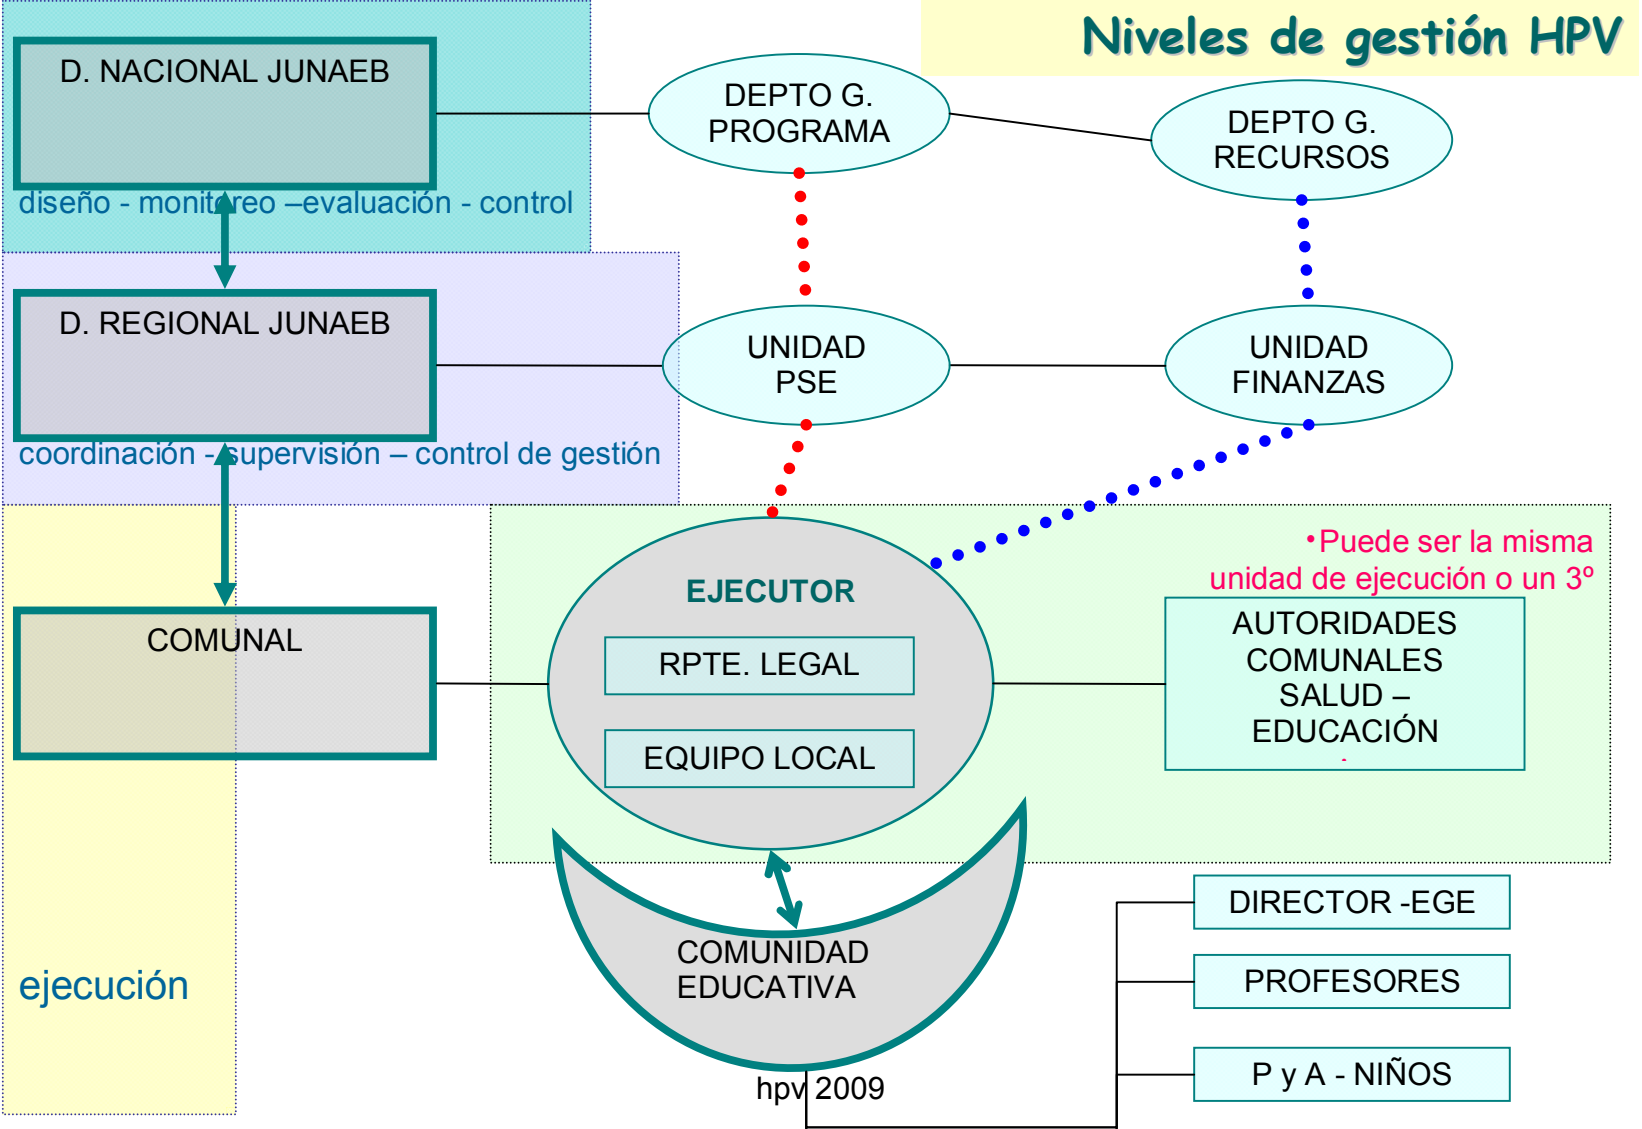 Niveles de gestión HPV
D. NACIONAL JUNAEB
DEPTO G.
PROGRAMA
DEPTO G.
RECURSOS
diseño - monitoreo –evaluación - control
D. REGIONAL JUNAEB
UNIDAD
PSE
UNIDAD
FINANZAS
coordinación - supervisión – control de gestión
•Puede ser la misma
unidad de ejecución o un 3º
EJECUTOR
COMUNAL
RPTE. LEGAL
EQUIPO LOCAL
AUTORIDADES
COMUNALES
SALUD –
EDUCACIÓN
COMUNIDAD
EDUCATIVA
DIRECTOR -EGE
PROFESORES
P y A - NIÑOS
ejecución
hpv 2009